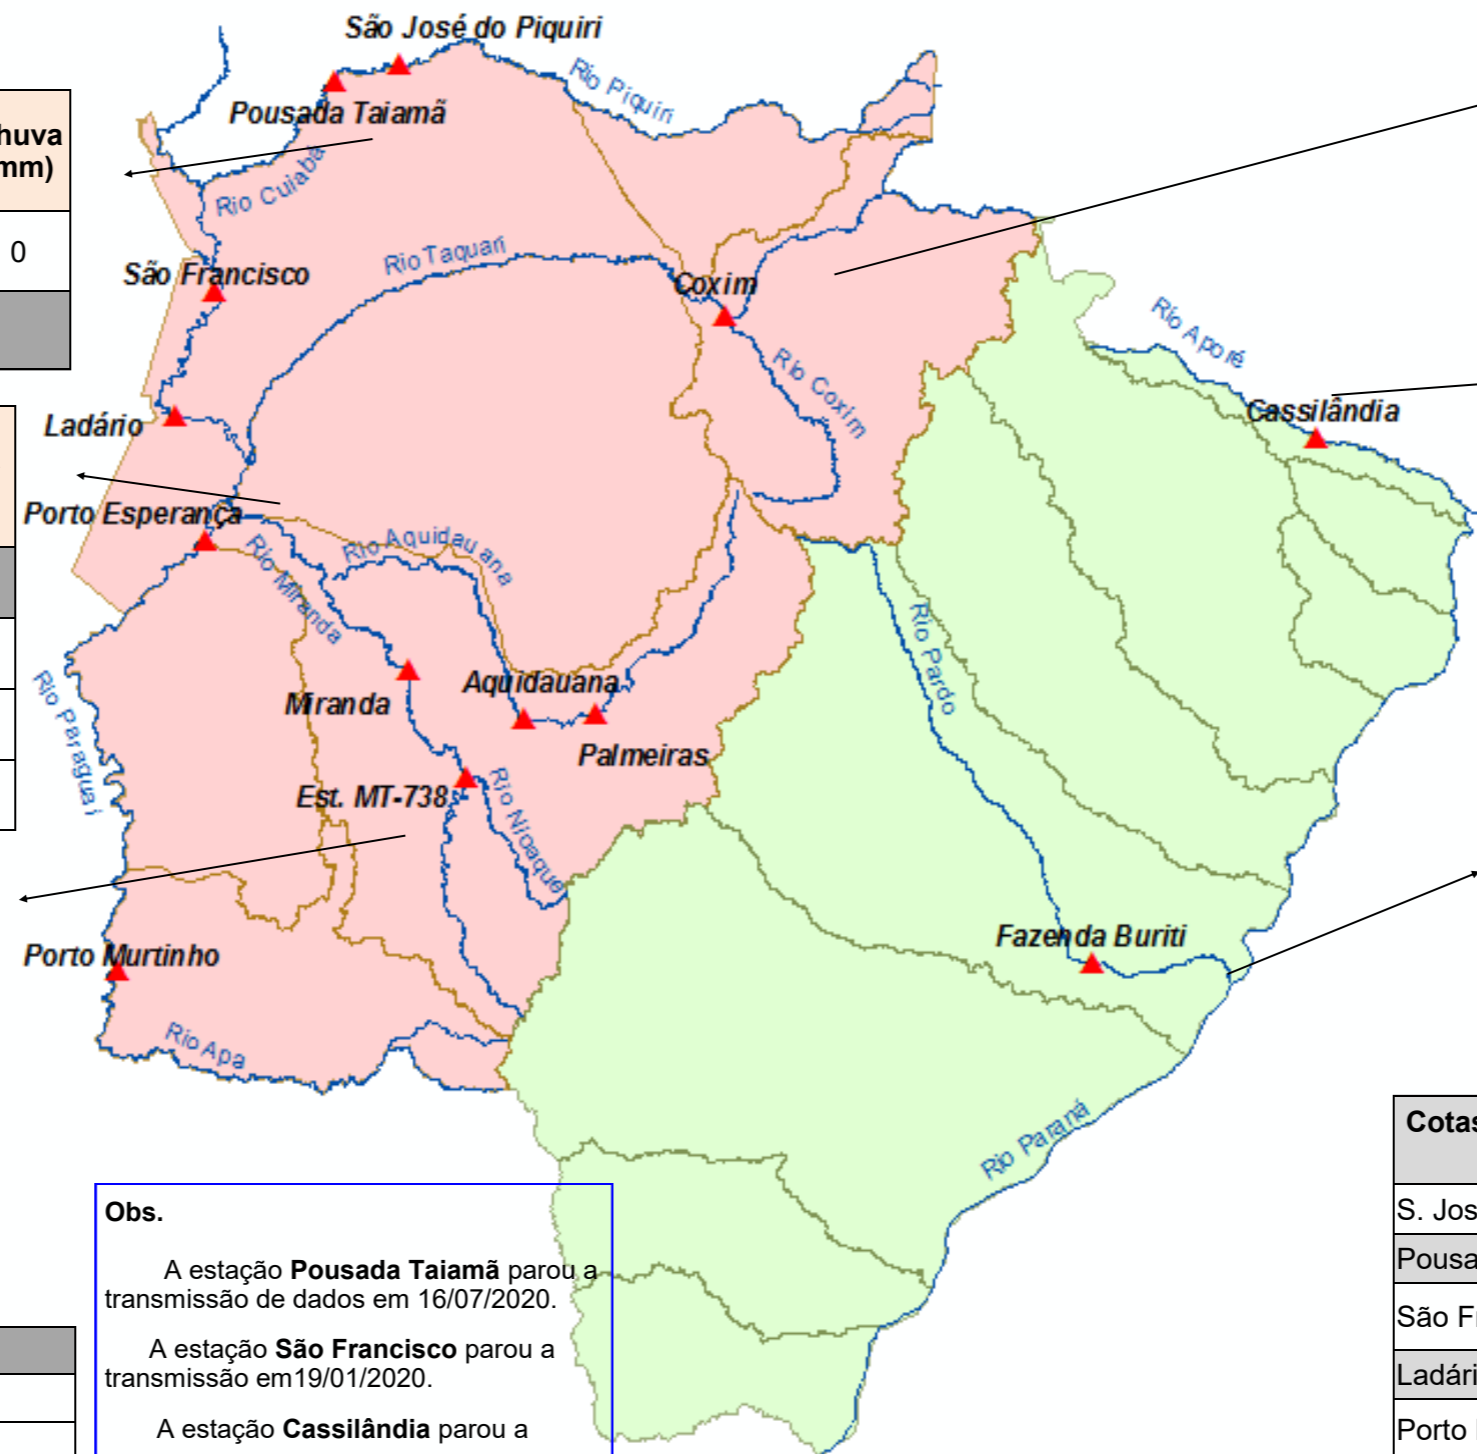 São José do Piquiri
Rio Piquiri
Pousada Taiamã
huva
mm)
0
Rio Cuiabá
Rio Taquari
São Francisco
Coxim
Rio Aporé
Rio Coxim
Cassilândia
Ladário
Porto Esperança
Rio Aquidauana
Rio Miranda
Rio Pardo
Rio Paraguai
Miranda
Aquidauana
Palmeiras
Est. MT-738
Rio Nioaque
Porto Murtinho
Fazenda Buriti
Rio Apa
Rio Paraná
Obs.
A estação Pousada Taiamã parou a
transmissão de dados em 16/07/2020.
A estação São Francisco parou a
transmissão em19/01/2020.
A estação Cassilândia parou a
Cotas
S. Jos
Pousa
São Fr
Ladári
Porto